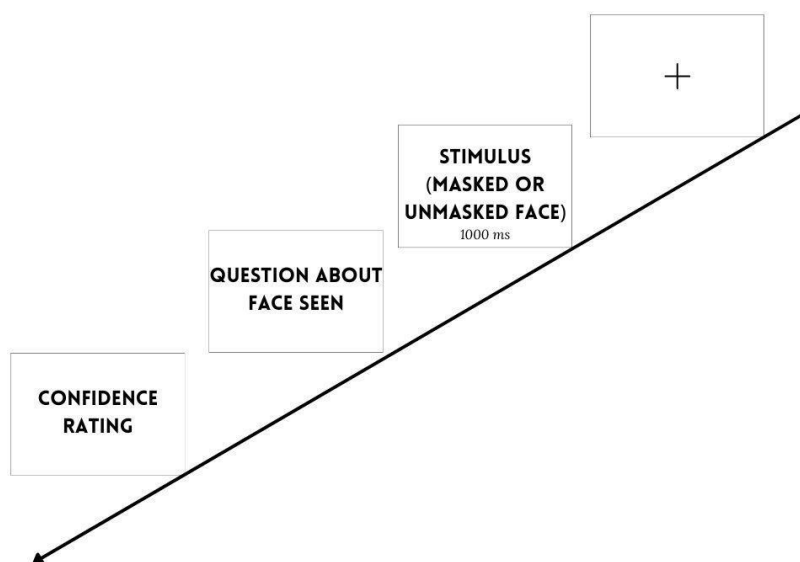 STIMULUS
(MASKED OR
UNMASKED FACE)
1000 ms
QUESTION ABOUT
FACE SEEN
CONFIDENCE
RATING